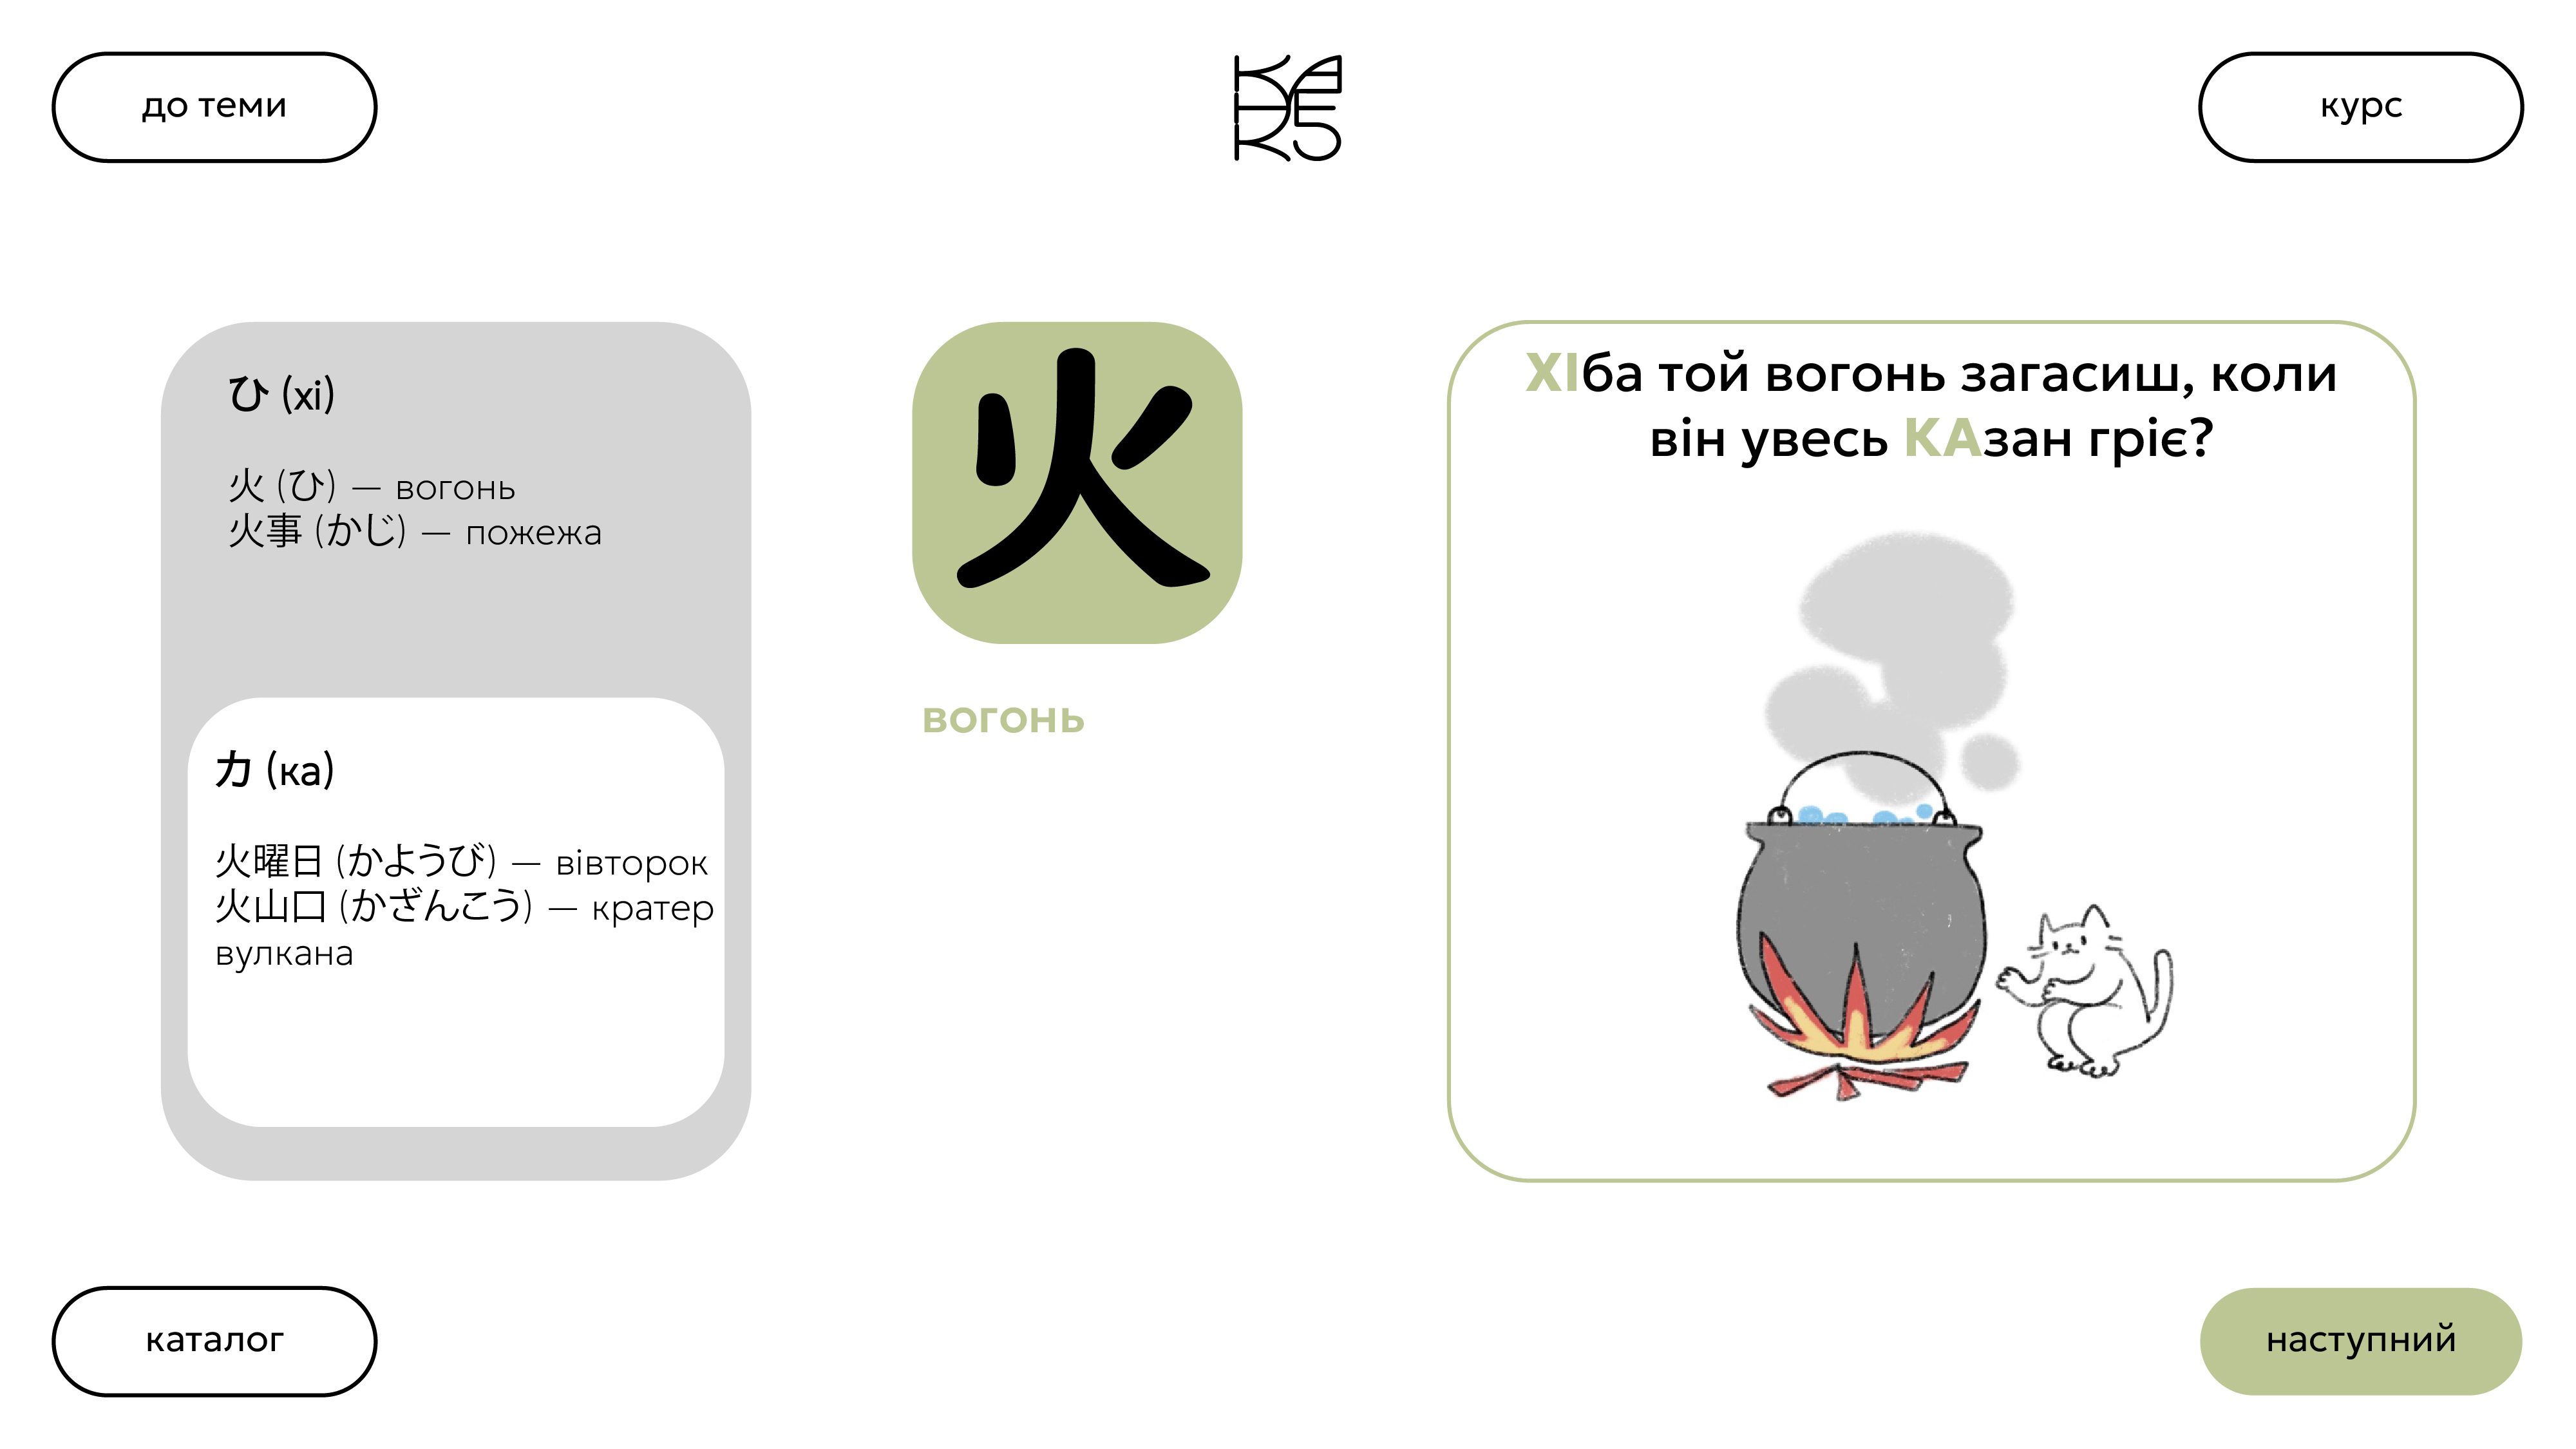 до теми
курс
ひ (хі)
火 (ひ) — вогонь
火事 (かじ) — пожежа
カ (ка)
火曜日 (かようび) — вівторок
火山口 (かざんこう) — кратер
вулкана
火
вогонь
ХІба той вогонь загасиш, коли
він увесь КАзан гріє?
каталог
наступний